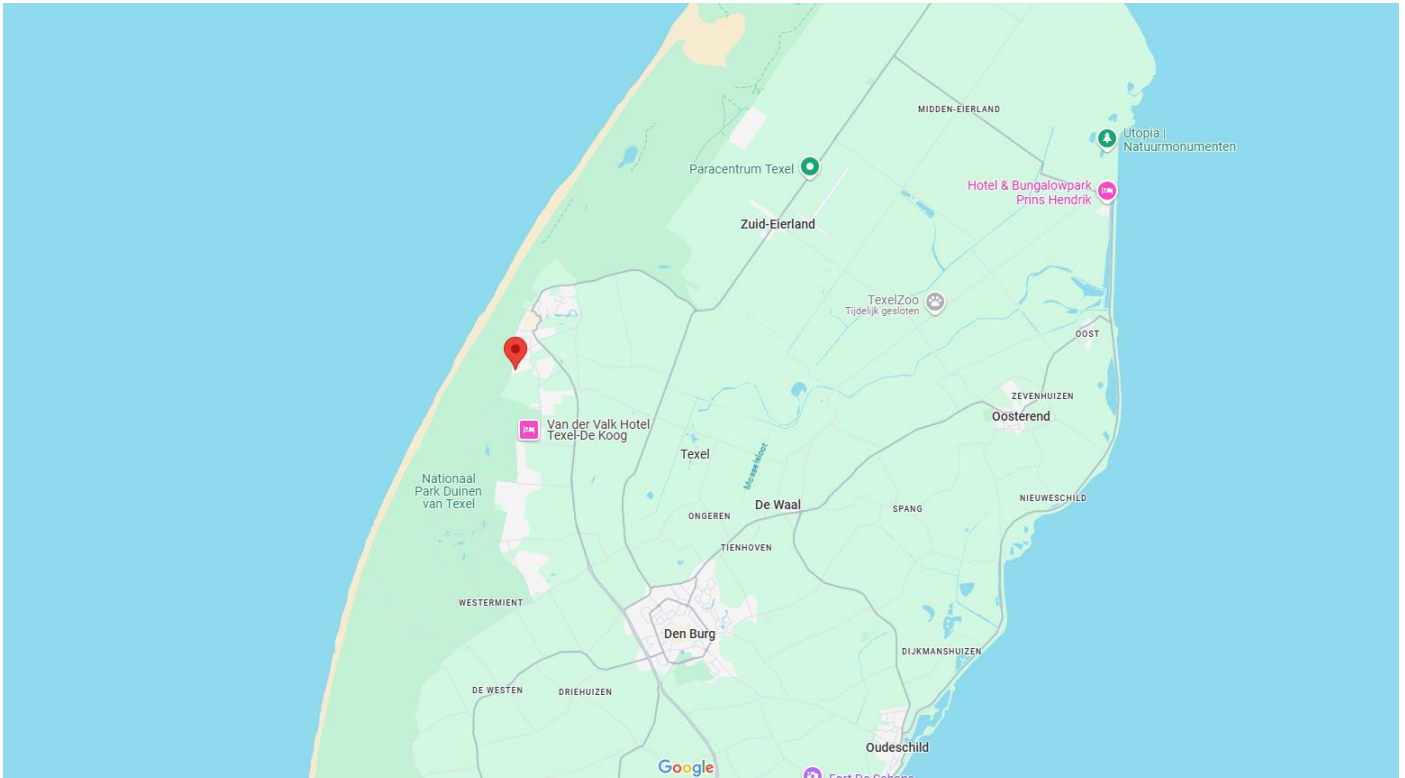 MIDDEN-EIERLAND
Utopia |
Natuurmonumenten
Paracentrum Texel
Hotel & Bungalowpark
Prins Hendrik
Zuid-Eierland
TexelZoo
Tijdelijk gesloten
OOST
ZEVENHUIZEN
Oosterend
Van der Valk Hotel
Texel-De Koog
Texel
Mosselsloot
Nationaal
Park Duinen
van Texel
De Waal
NIEUWESCHILD
SPANG
ONGEREN
TIENHOVEN
WESTERMIENT
Den Burg
DIJKMANSHUIZEN
DE WESTEN
DRIEHUIZEN
Oudeschild
Google